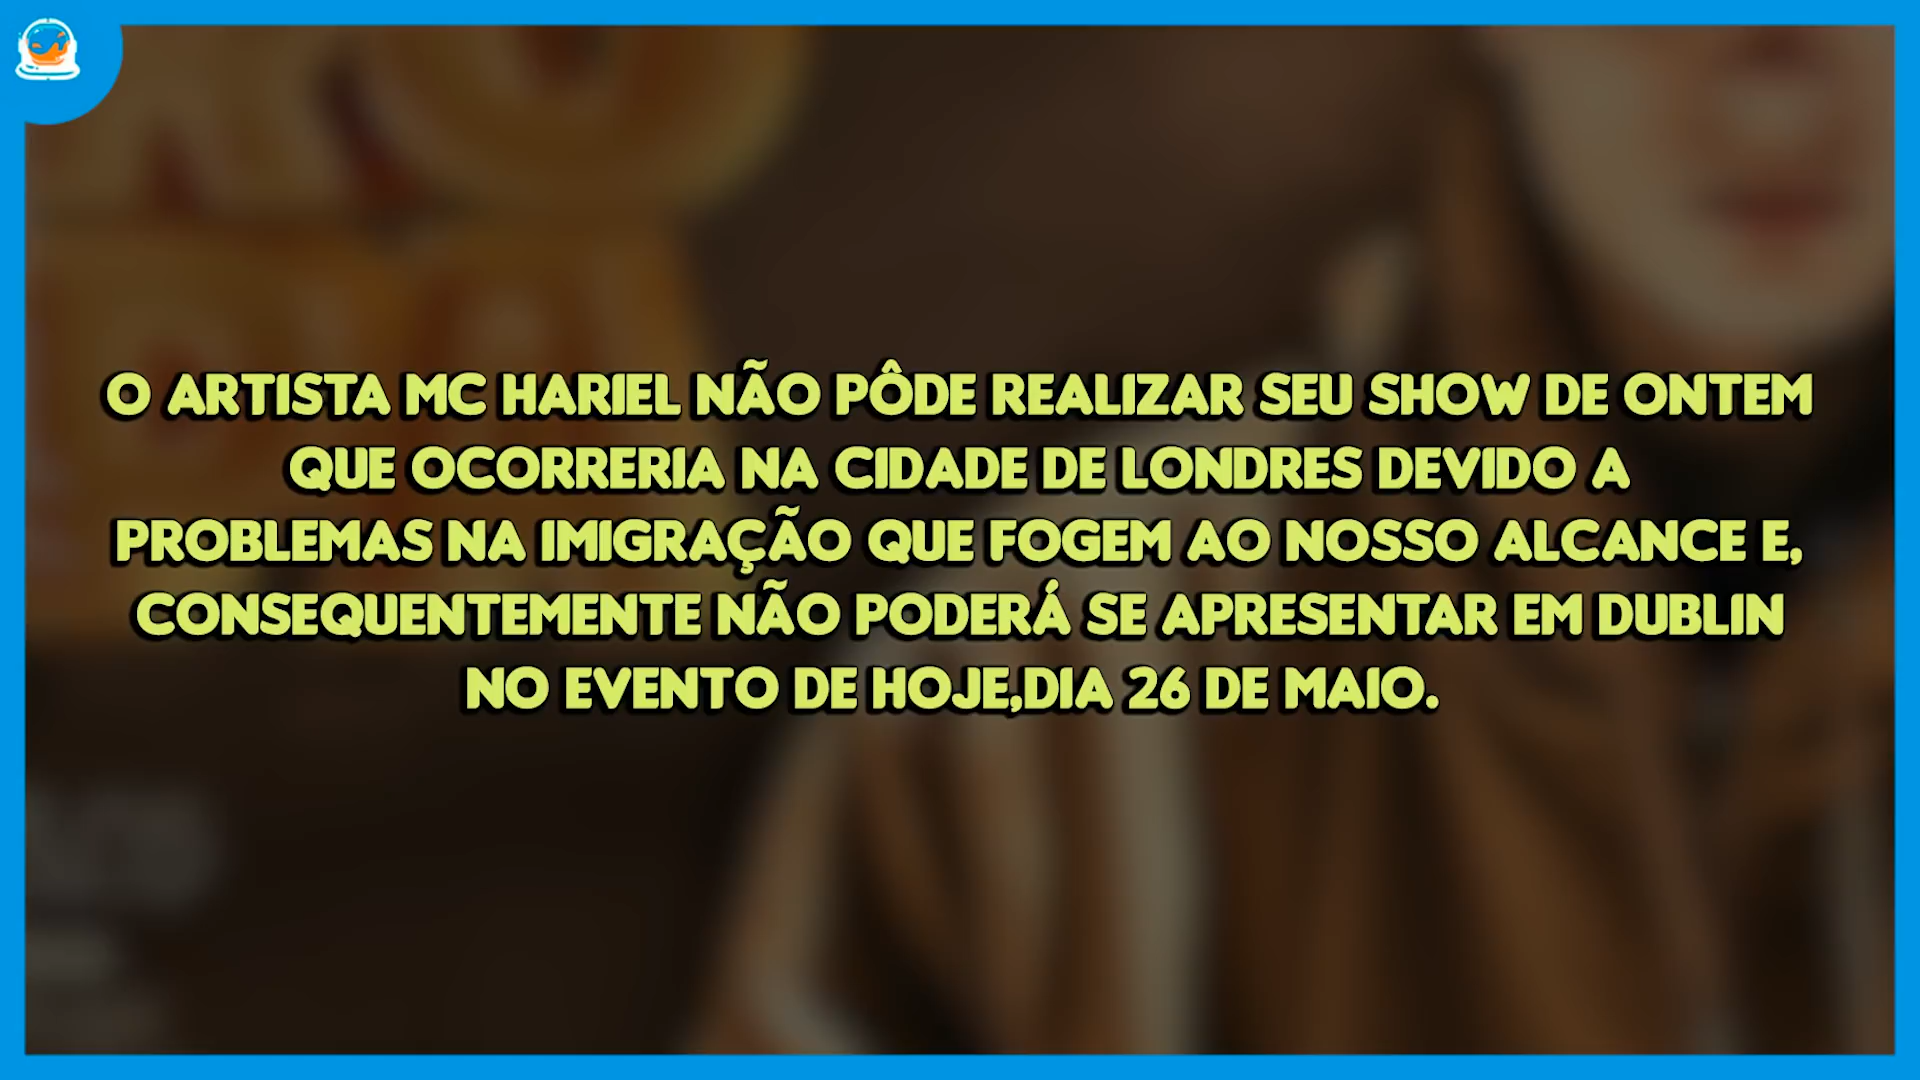 O ARTISTA MC HARIEL NÃO PÔDE REALIZAR SEU SHOW DE ONTEM
QUE OCORRERIA NA CIDADE DE LONDRES DEVIDO A
PROBLEMAS NA IMIGRAÇÃO QUE FOGEM AO NOSSO ALCANCE E,
CONSEQUENTEMENTE NÃO PODERÁ SE APRESENTAR EM DUBLIN
NO EVENTO DE HOJE,DIA 26 DE MAIO.